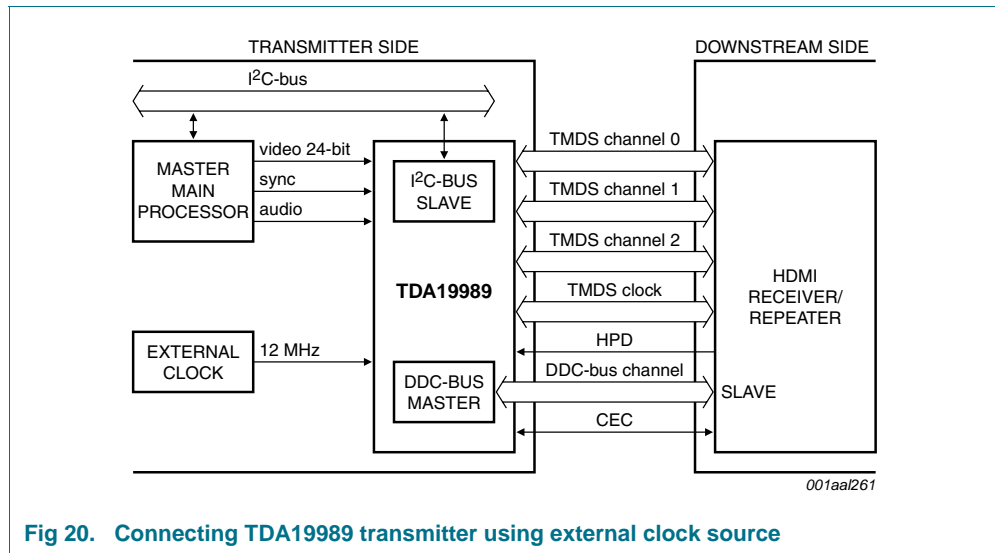 TRANSMITTER SIDE
DOWNSTREAM SIDE
I²C-bus
MASTER
MAIN
PROCESSOR
video 24-bit
sync
audio
I²C-BUS
SLAVE
TDA19989
EXTERNAL
CLOCK
12 MHz
DDC-BUS
MASTER
TMDS channel 0
TMDS channel 1
TMDS channel 2
TMDS clock
HPD
DDC-bus channel
CEC
HDMI
RECEIVER/
REPEATER
SLAVE
001aal261
Fig 20. Connecting TDA19989 transmitter using external clock source